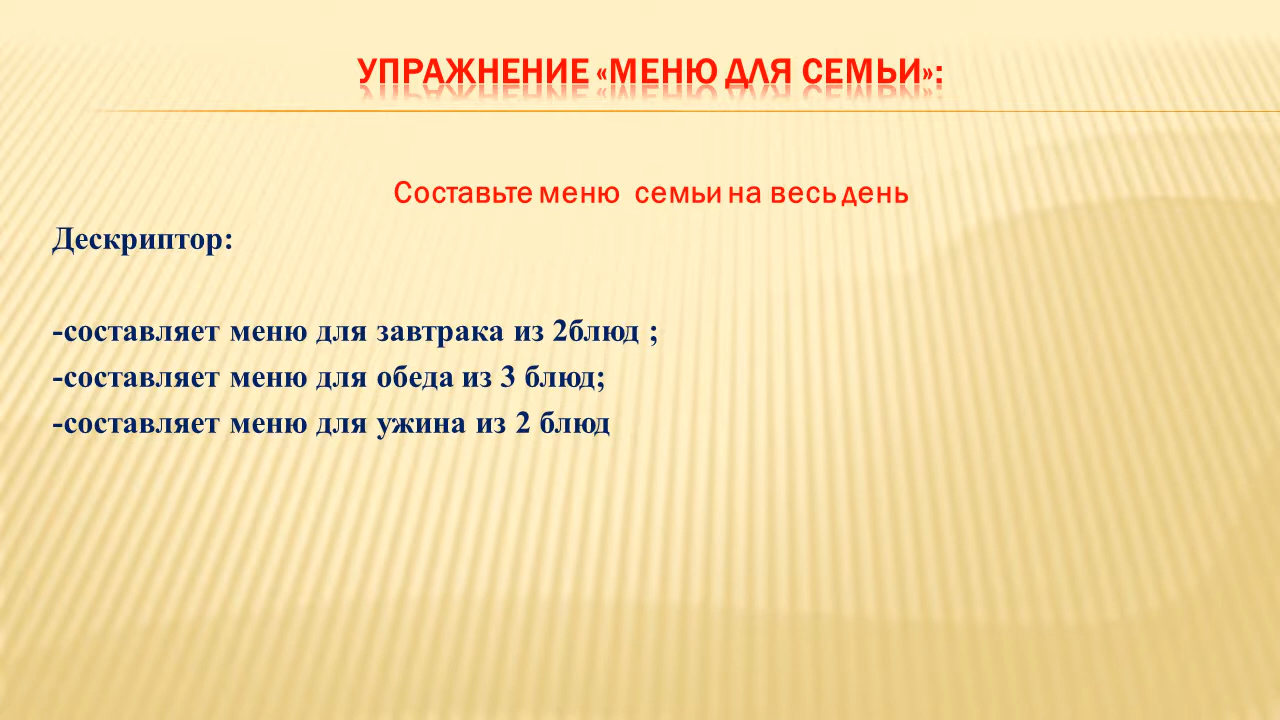 УПРАЖНЕНИЕ «МЕНЮ ДЛЯ СЕМЬИ»:
Составьте меню  семьи на весь день
Дескриптор:
-составляет меню для завтрака из 2блюд ;
-составляет меню для обеда из 3 блюд;
-составляет меню для ужина из 2 блюд